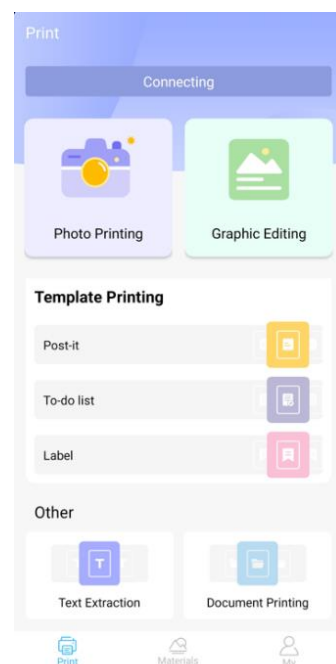 Print
Connecting
Photo Printing
Graphic Editing
Template Printing
Post-it
To-do list
Label
Other
T
Text Extraction
Document Printing
Print
Materials
My